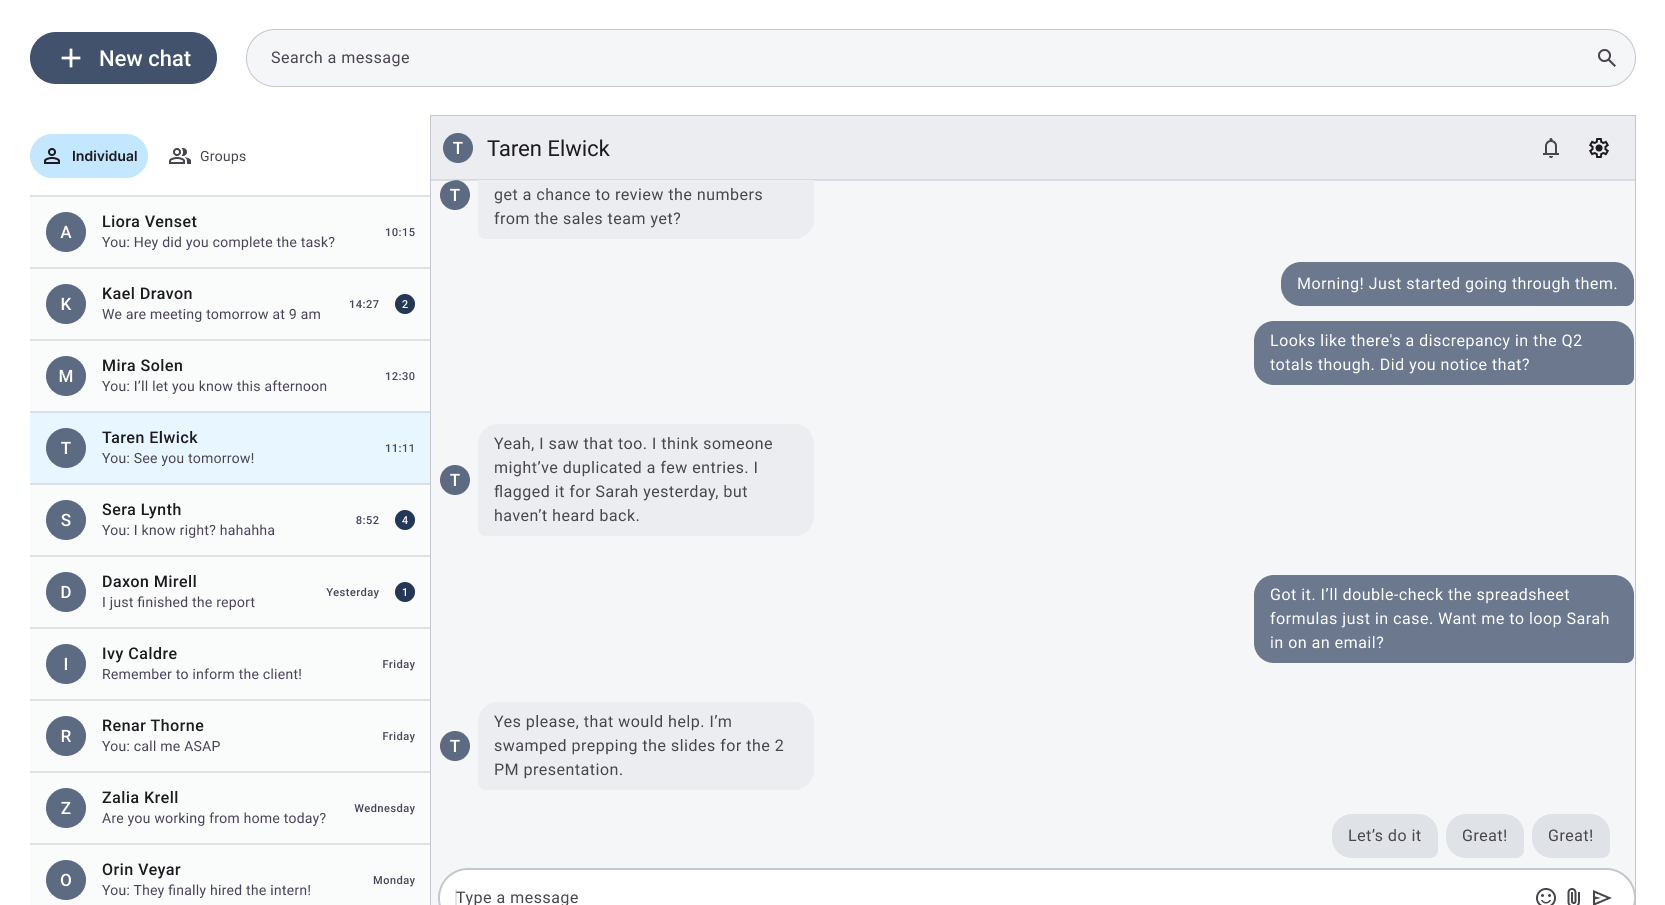 New chat
Search a message
Individual
Groups
A
Liora Venset
You: Hey did you complete the task?
10:15
K
Kael Dravon
We are meeting tomorrow at 9 am
14:27
2
M
Mira Solen
You: I’ll let you know this afternoon
12:30
T
Taren Elwick
You: See you tomorrow!
11:11
S
Sera Lynth
You: I know right? hahahha
8:52
4
D
Daxon Mirell
I just finished the report
Yesterday
1
I
Ivy Caldre
Remember to inform the client!
Friday
R
Renar Thorne
You: call me ASAP
Friday
Z
Zalia Krell
Are you working from home today?
Wednesday
O
Orin Veyar
You: They finally hired the intern!
Monday
T
Taren Elwick
T
get a chance to review the numbers
from the sales team yet?
Morning! Just started going through them.
Looks like there's a discrepancy in the Q2
totals though. Did you notice that?
T
Yeah, I saw that too. I think someone
might’ve duplicated a few entries. I
flagged it for Sarah yesterday, but
haven’t heard back.
Got it. I’ll double-check the spreadsheet
formulas just in case. Want me to loop Sarah
in on an email?
T
Yes please, that would help. I’m
swamped prepping the slides for the 2
PM presentation.
Let’s do it
Great!
Great!
Type a message